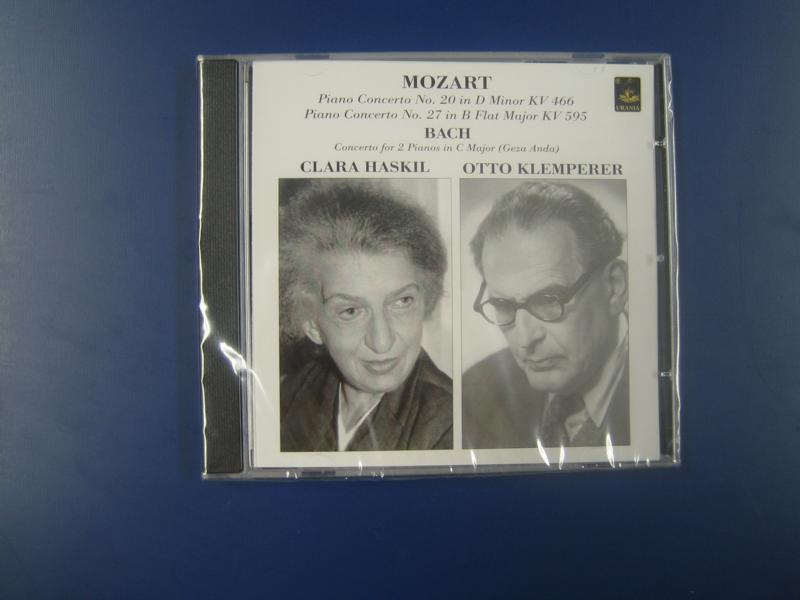 MOZART
Piano Concerto No. 20 in D Minor KV 466
Piano Concerto No. 27 in B Flat Major KV 595
BACH
Concerto for 2 Pianos in C Major (Geza Anda)
CLARA HASKIL
OTTO KLEMPERER
URANIA